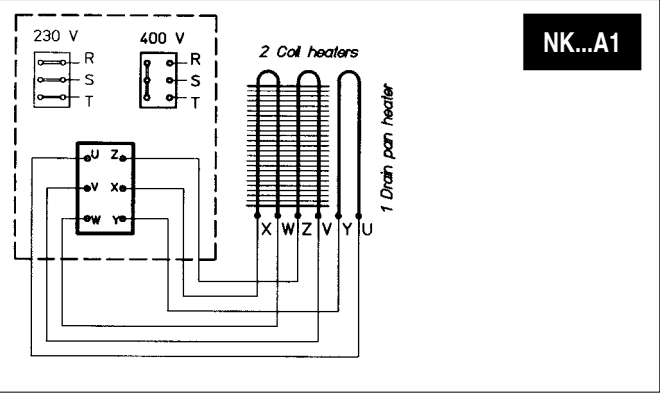 230 V
400 V
R
S
T
R
S
T
2 Coil heaters
NK...A1
1 Drain pan heater
U Z
V X
W Y
X W Z V Y U